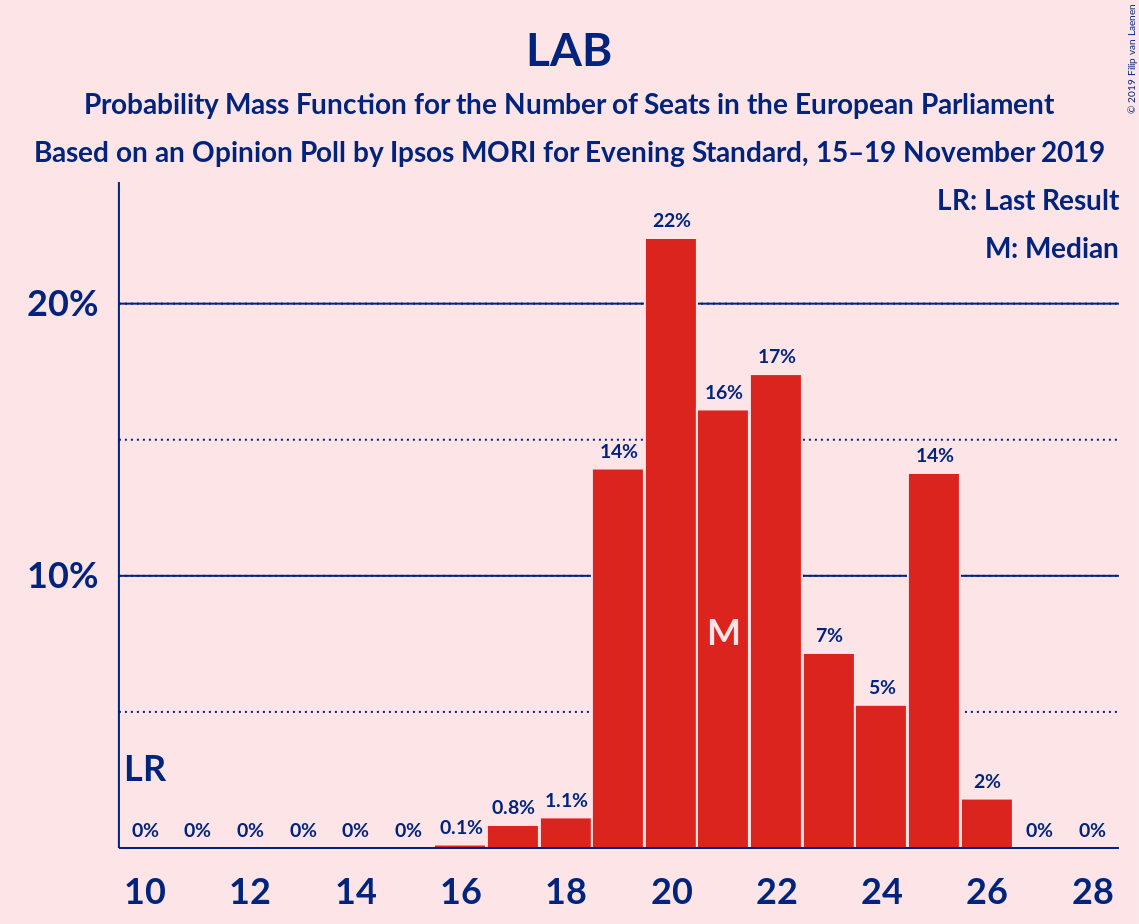 LAB
Probability Mass Function for the Number of Seats in the European Parliament
Based on an Opinion Poll by Ipsos MORI for Evening Standard, 15–19 November 2019
© 2019 Filip van Laenen
LR: Last Result
M: Median
20%
10%
LR
M
0% 0% 0% 0% 0% 0% 0.1% 0.8% 1.1% 14% 22% 16% 17% 7% 5% 14% 2% 0% 0%
10 12 14 16 18 20 22 24 26 28